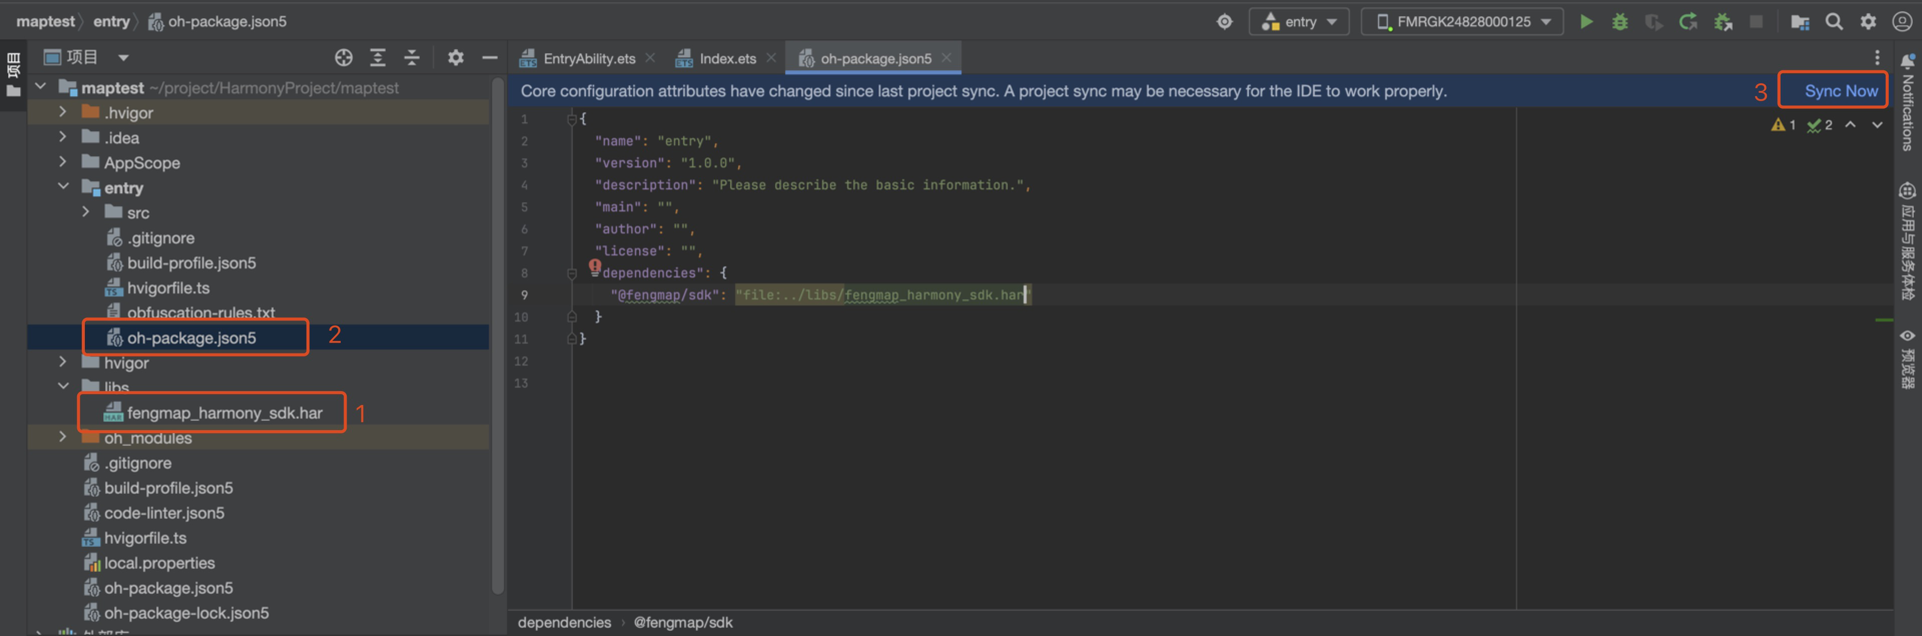 maptest entry oh-package.json5
entry FMRGK24828000125
项目
项目
EntryAbility.ets Index.ets oh-package.json5
maptest ~/project/HarmonyProject/maptest
.hvigor
.idea
AppScope
entry
src
.gitignore
build-profile.json5
hvigorfile.ts
obfuscation-rules.txt
oh-package.json5 2
hvigor
libs
fengmap_harmony_sdk.har 1
oh_modules
.gitignore
build-profile.json5
code-linter.json5
hvigorfile.ts
local.properties
oh-package.json5
oh-package-lock.json5
外部库
Core configuration attributes have changed since last project sync. A project sync may be necessary for the IDE to work properly. 3 Sync Now
1 2
1 {
2 "name": "entry",
3 "version": "1.0.0",
4 "description": "Please describe the basic information.",
5 "main": "",
6 "author": "",
7 "license": "",
8 dependencies": {
9 "@fengmap/sdk": "file:../libs/fengmap_harmony_sdk.har"
10 }
11 }
12
13
dependencies › @fengmap/sdk
Notifications
应用与服务体检
预览器